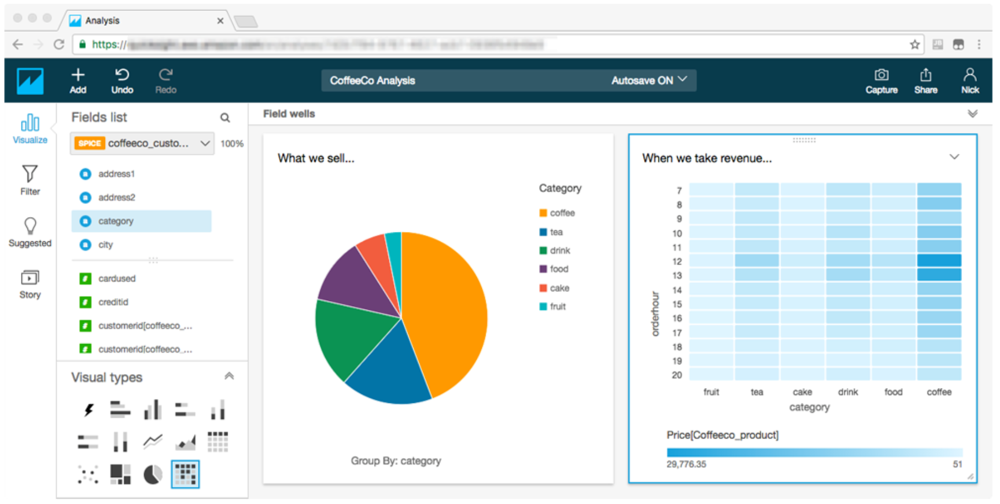 Analysis
https://
Add
Undo
Redo
CoffeeCo Analysis
Autosave ON
Capture
Share
Nick
Visualize
Filter
Suggested
Story
Fields list
SPICE coffeeco_custo... 100%
address1
address2
category
city
cardused
creditid
customerid[coffeeco_...
customerid[coffeeco_...
Visual types
Field wells
What we sell...
Category
coffee
tea
drink
food
cake
fruit
Group By: category
When we take revenue...
orderhour
7
8
9
10
11
12
13
14
15
16
17
18
19
20
fruit tea cake drink food coffee
category
Price[Coffeeco_product]
29,776.35 51